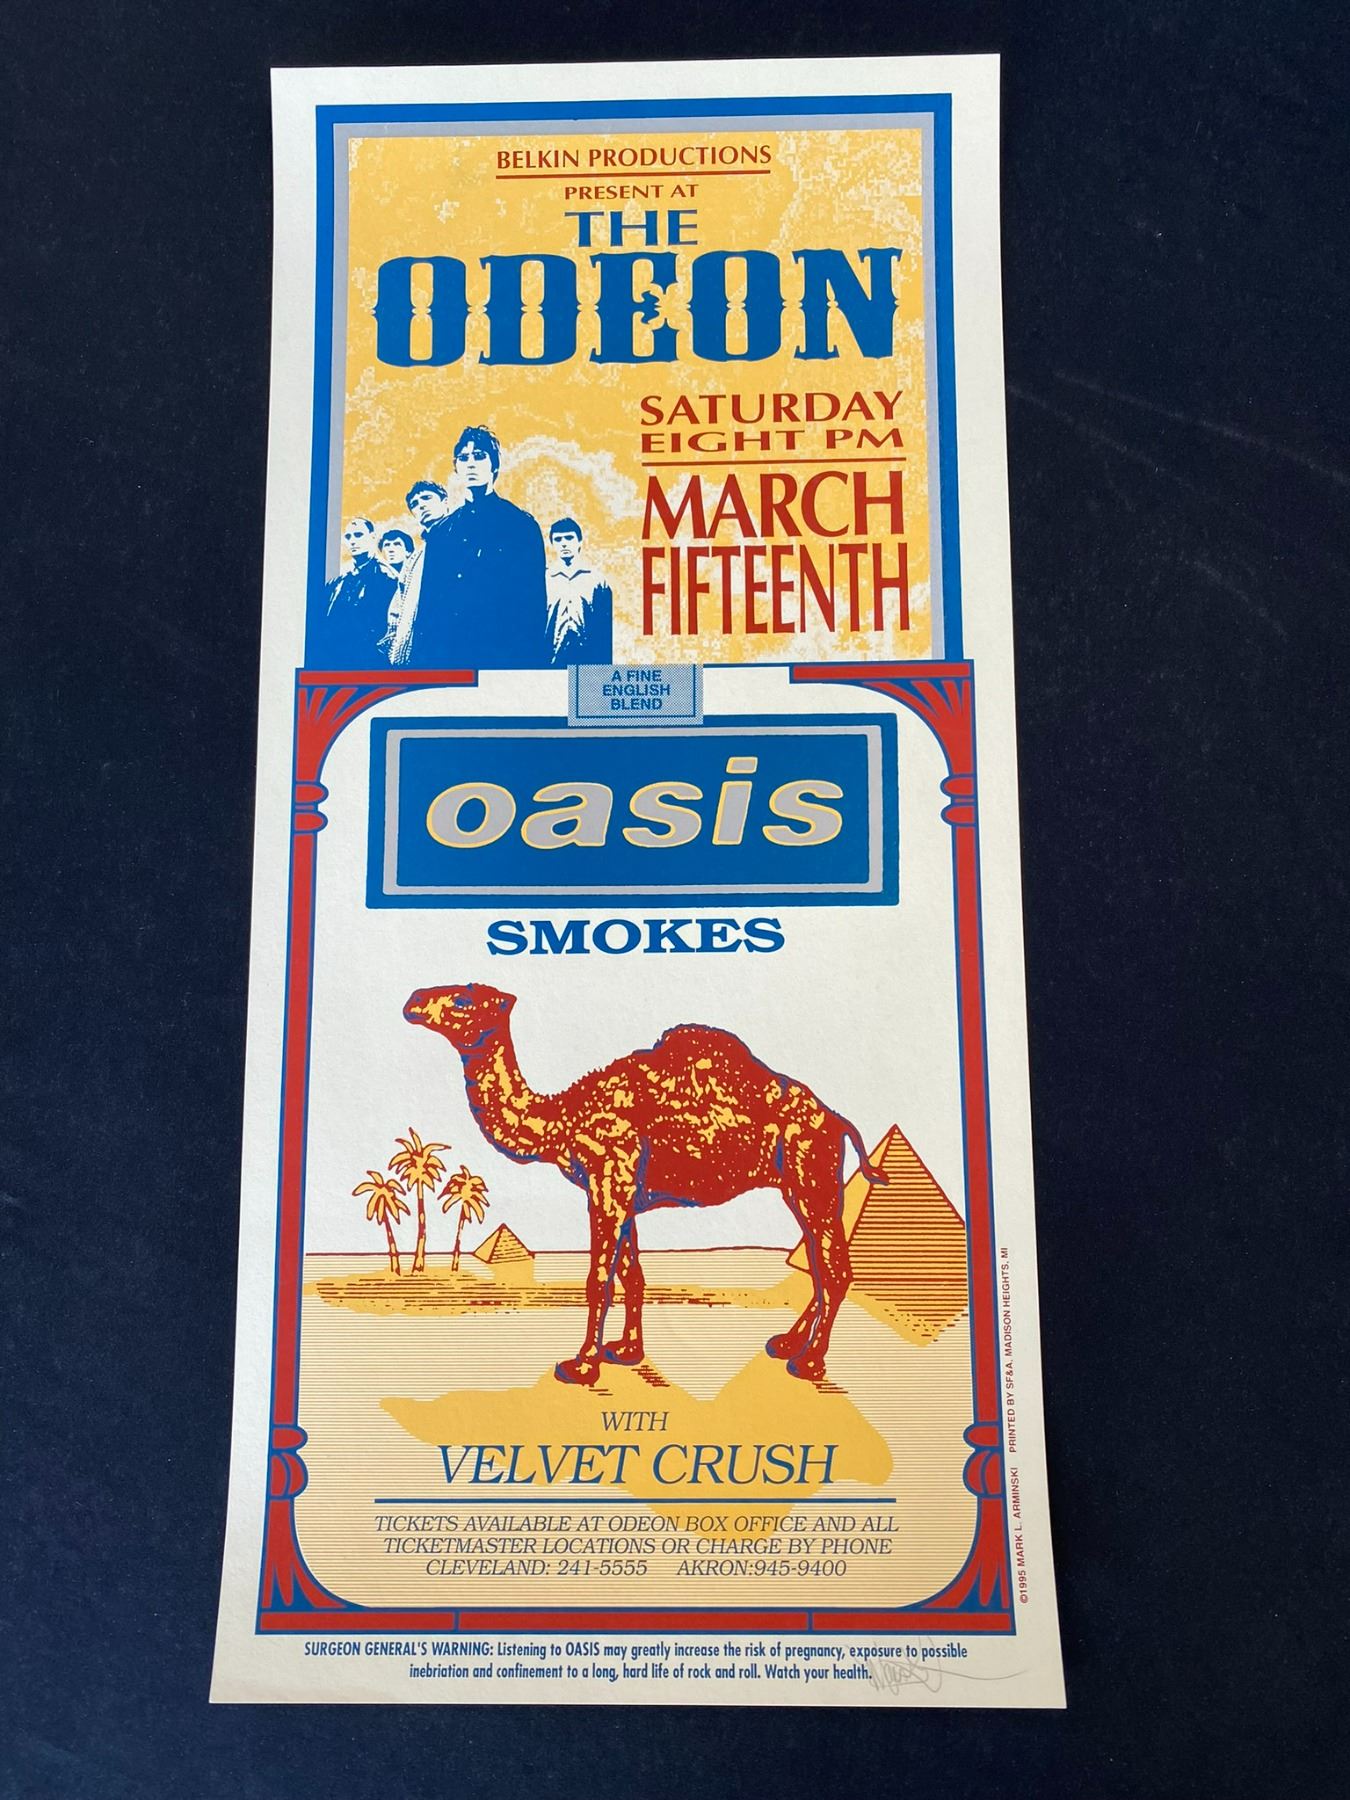 BELKIN PRODUCTIONS
PRESENT AT
THE
ODEON
SATURDAY
EIGHT PM
MARCH
FIFTEENTH
A FINE
ENGLISH
BLEND
oasis
SMOKES
WITH
VELVET CRUSH
TICKETS AVAILABLE AT ODEON BOX OFFICE AND ALL
TICKETMASTER LOCATIONS OR CHARGE BY PHONE
CLEVELAND: 241-5555 AKRON:945-9400
©1995 MARK L. ARMINSKI PRINTED BY SF&A, MADISON HEIGHTS, MI
SURGEON GENERAL'S WARNING: Listening to OASIS may greatly increase the risk of pregnancy, exposure to possible
inebriation and confinement to a long, hard life of rock and roll. Watch your health.